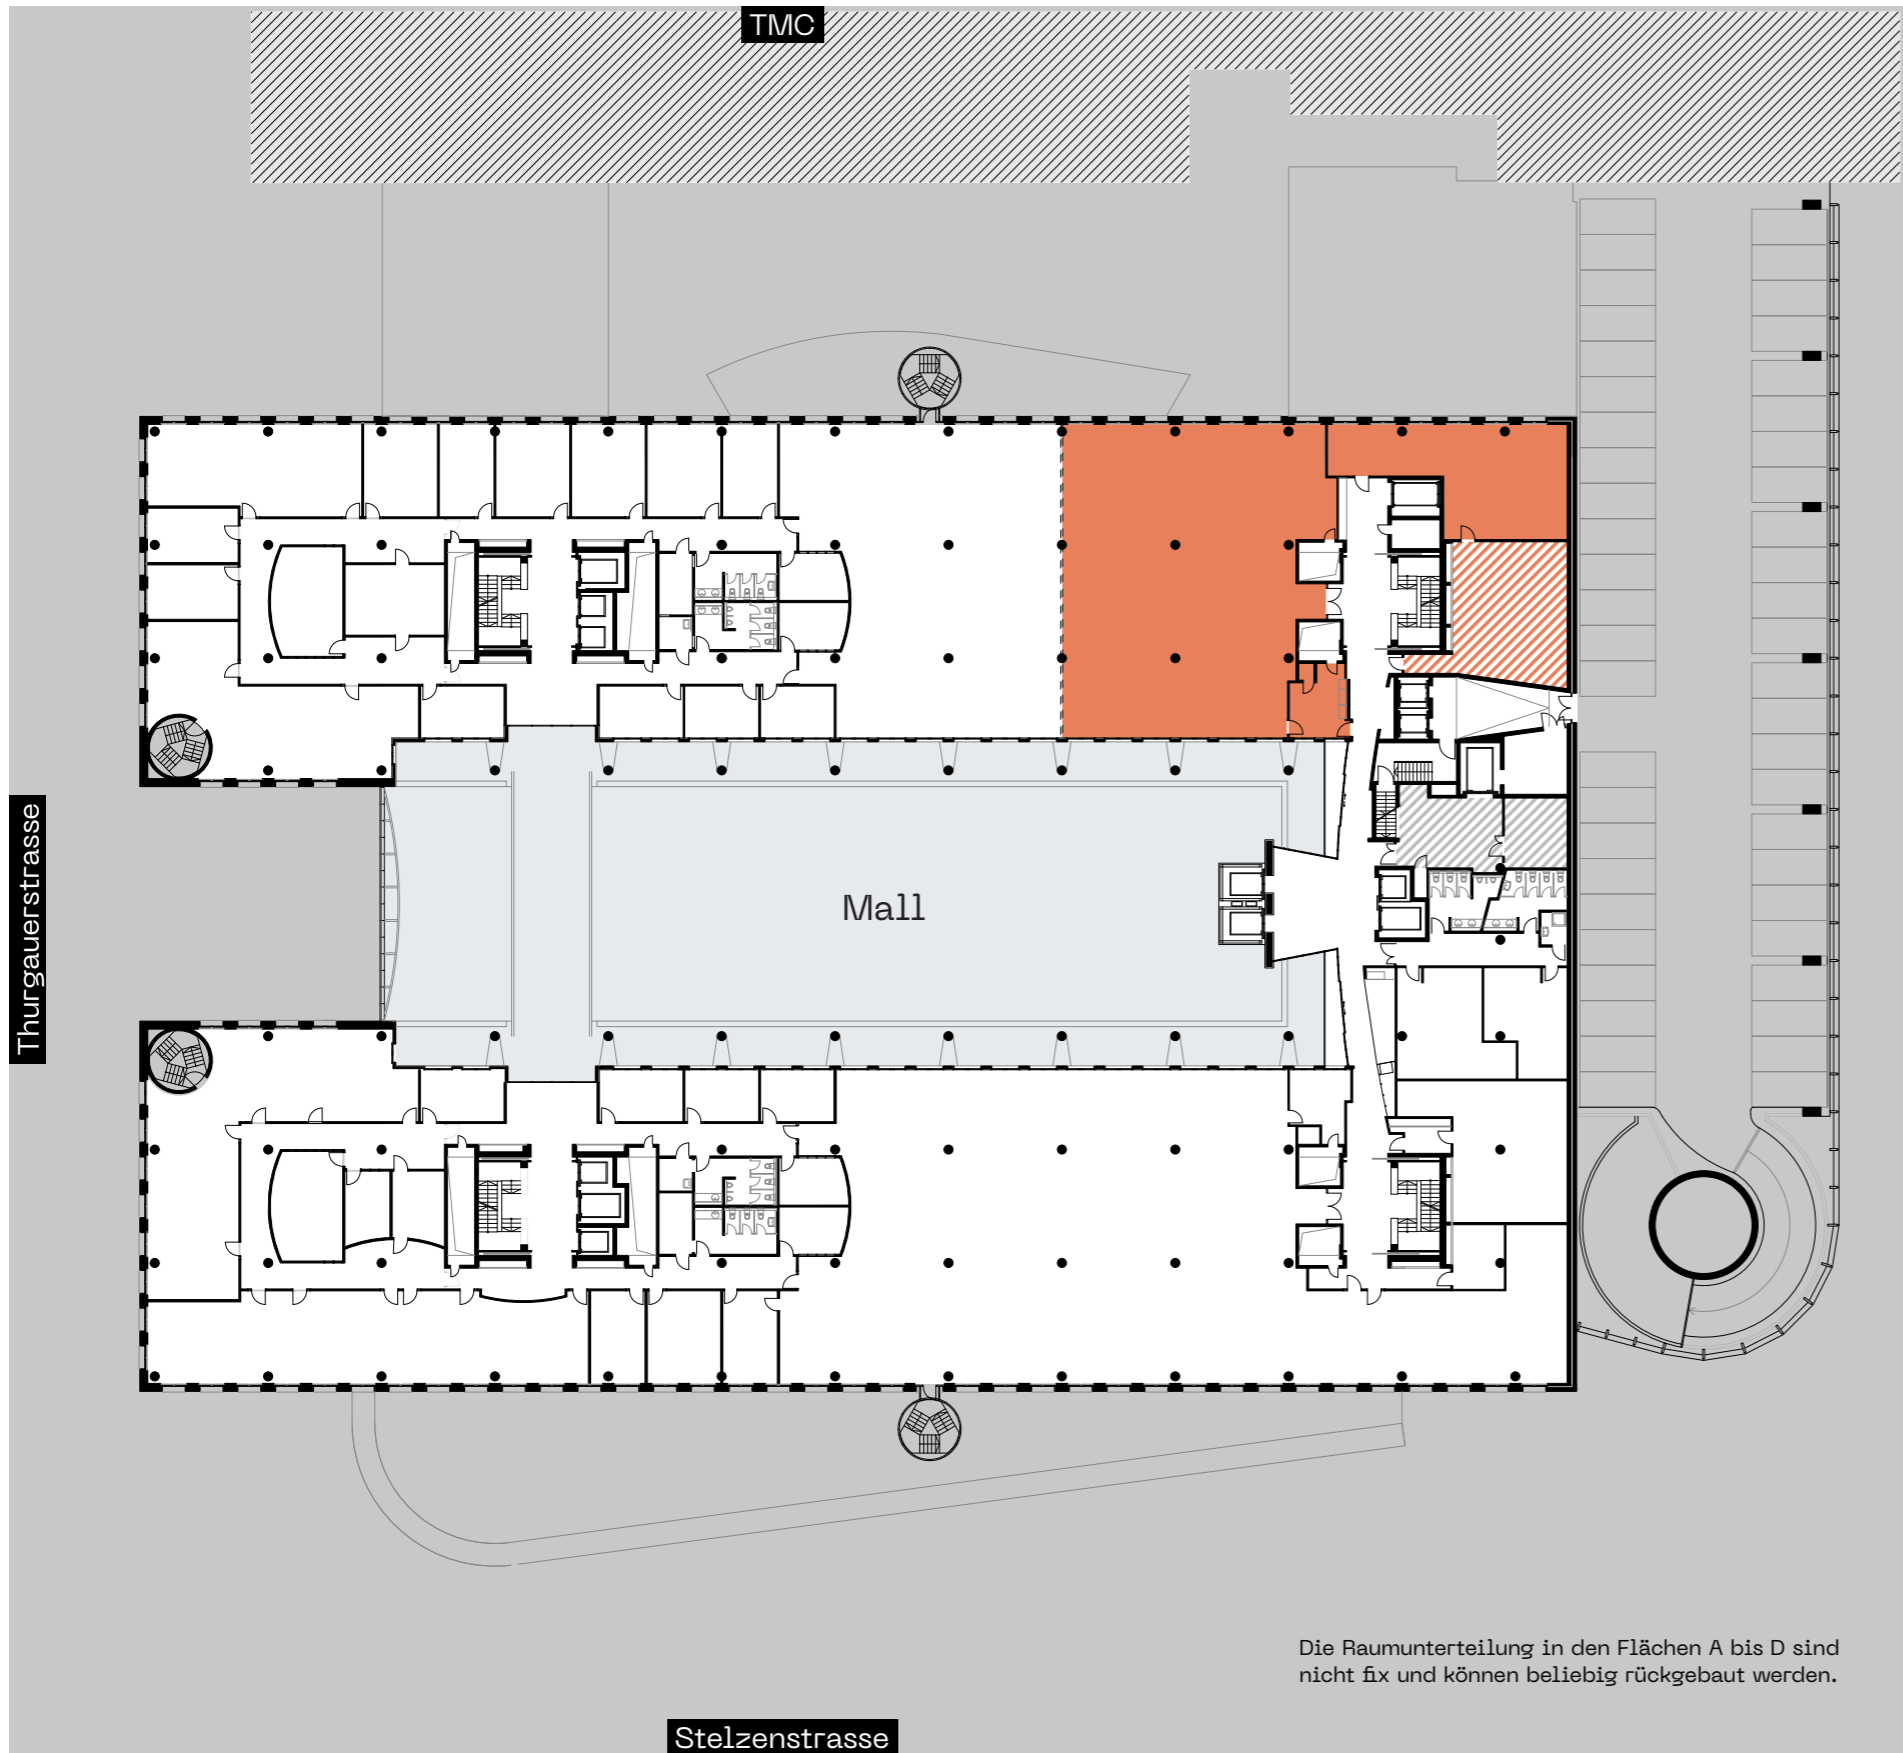 TMC
Thurgauerstrasse
Mall
Die Raumunterteilung in den Flächen A bis D sind
nicht fix und können beliebig rückgebaut werden.
Stelzenstrasse